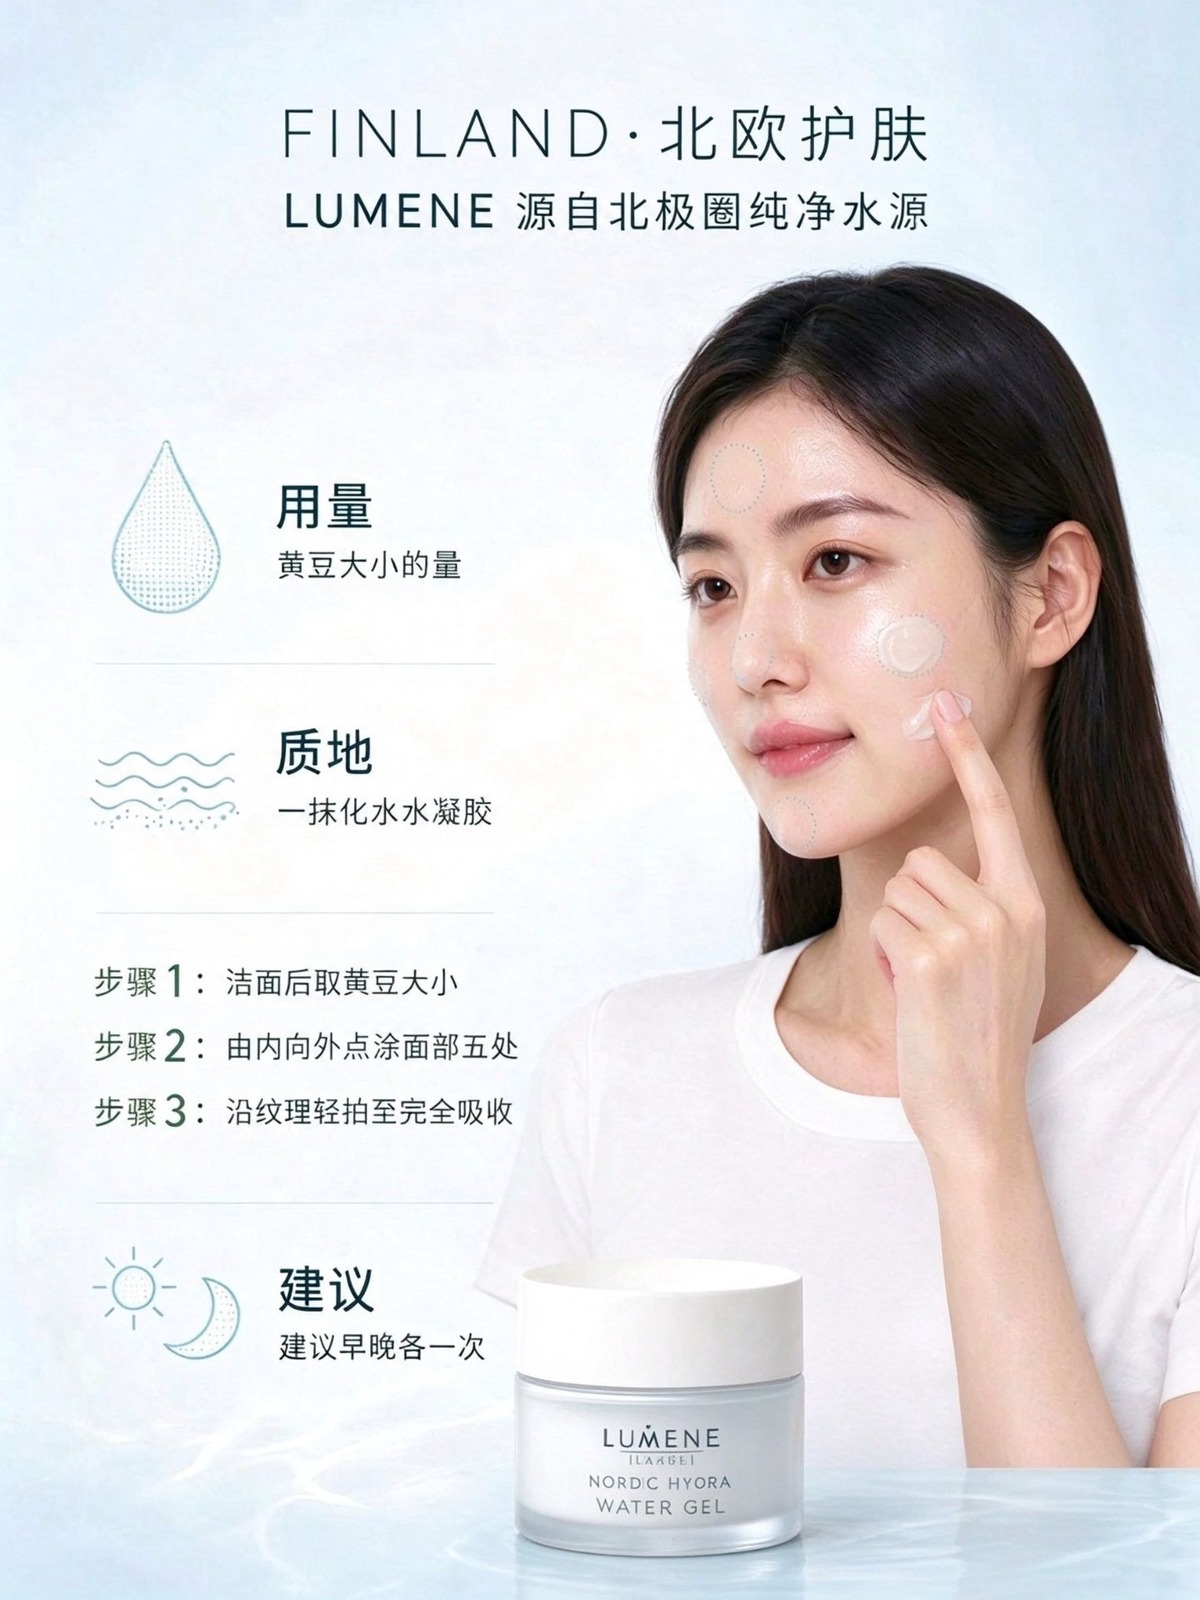 FINLAND·北欧护肤
LUMENE 源自北极圈纯净水源
用量
黄豆大小的量
质地
一抹化水水凝胶
步骤1：洁面后取黄豆大小
步骤2：由内向外点涂面部五处
步骤3：沿纹理轻拍至完全吸收
建议
建议早晚各一次
LUMENE
NORDIC HYORA
WATER GEL